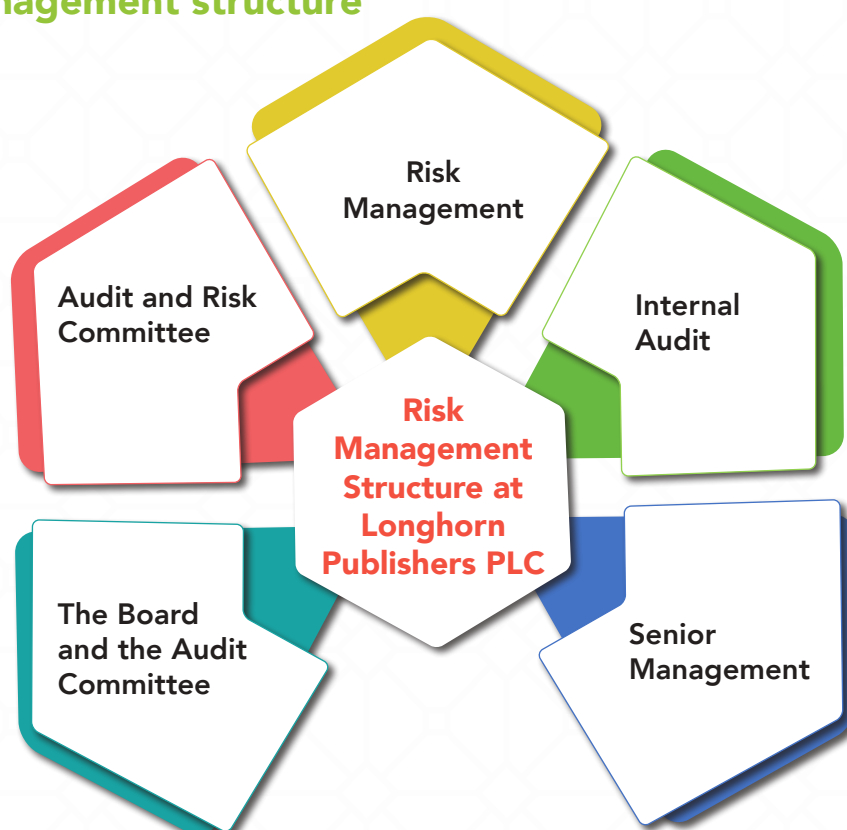 management structure
Risk
Management
Audit and Risk
Committee
Internal
Audit
Risk
Management
Structure at
Longhorn
Publishers PLC
The Board
and the Audit
Committee
Senior
Management